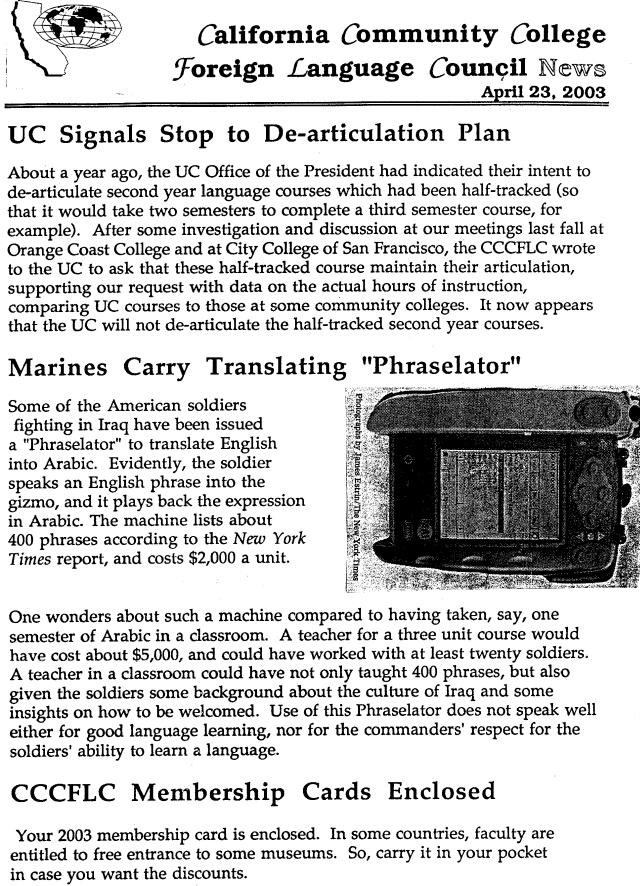 California Community College
Foreign Language Council News
April 23, 2003
UC Signals Stop to De-articulation Plan
About a year ago, the UC Office of the President had indicated their intent to
de-articulate second year language courses which had been half-tracked (so
that it would take two semesters to complete a third semester course, for
example). After some investigation and discussion at our meetings last fall at
Orange Coast College and at City College of San Francisco, the CCCFLC wrote
to the UC to ask that these half-tracked course maintain their articulation,
supporting our request with data on the actual hours of instruction,
comparing UC courses to those at some community colleges. It now appears
that the UC will not de-articulate the half-tracked second year courses.
Marines Carry Translating "Phraselator"
Some of the American soldiers
fighting in Iraq have been issued
a "Phraselator" to translate English
into Arabic. Evidently, the soldier
speaks an English phrase into the
gizmo, and it plays back the expression
in Arabic. The machine lists about
400 phrases according to the New York
Times report, and costs $2,000 a unit.
Photographs by James Estrin/The New York Times
One wonders about such a machine compared to having taken, say, one
semester of Arabic in a classroom. A teacher for a three unit course would
have cost about $5,000, and could have worked with at least twenty soldiers.
A teacher in a classroom could have not only taught 400 phrases, but also
given the soldiers some background about the culture of Iraq and some
insights on how to be welcomed. Use of this Phraselator does not speak well
either for good language learning, nor for the commanders' respect for the
soldiers' ability to learn a language.
CCCFLC Membership Cards Enclosed
Your 2003 membership card is enclosed. In some countries, faculty are
entitled to free entrance to some museums. So, carry it in your pocket
in case you want the discounts.